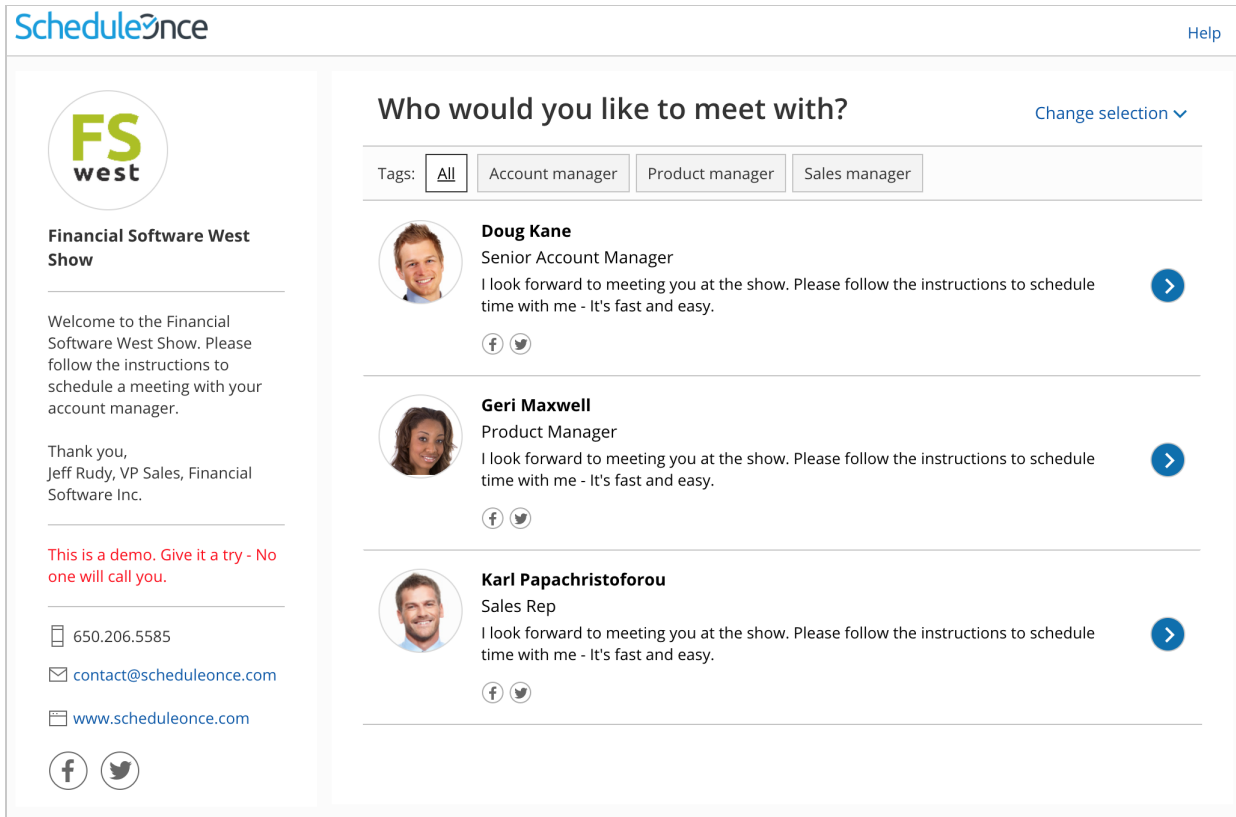 ScheduleOnce
Help
FS
west
Financial Software West
Show
Welcome to the Financial
Software West Show. Please
follow the instructions to
schedule a meeting with your
account manager.
Thank you,
Jeff Rudy, VP Sales, Financial
Software Inc.
This is a demo. Give it a try - No
one will call you.
650.206.5585
contact@scheduleonce.com
www.scheduleonce.com
Who would you like to meet with?
Change selection
Tags: All Account manager Product manager Sales manager
Doug Kane
Senior Account Manager
I look forward to meeting you at the show. Please follow the instructions to schedule
time with me - It's fast and easy.
Geri Maxwell
Product Manager
I look forward to meeting you at the show. Please follow the instructions to schedule
time with me - It's fast and easy.
Karl Papachristoforou
Sales Rep
I look forward to meeting you at the show. Please follow the instructions to schedule
time with me - It's fast and easy.